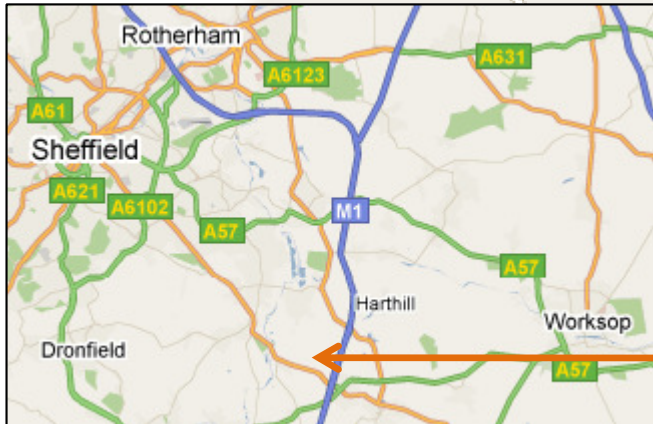 Rotherham
A631
A6123
A61
Sheffield
A621
A6102
M1
A57
A57
Harthill
Worksop
Dronfield
A57